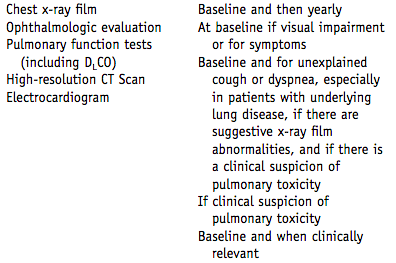 Chest x-ray film
Ophthalmologic evaluation
Pulmonary function tests
(including DLCO)
High-resolution CT Scan
Electrocardiogram
Baseline and then yearly
At baseline if visual impairment
or for symptoms
Baseline and for unexplained
cough or dyspnea, especially
in patients with underlying
lung disease, if there are
suggestive x-ray film
abnormalities, and if there is
a clinical suspicion of
pulmonary toxicity
If clinical suspicion of
pulmonary toxicity
Baseline and when clinically
relevant